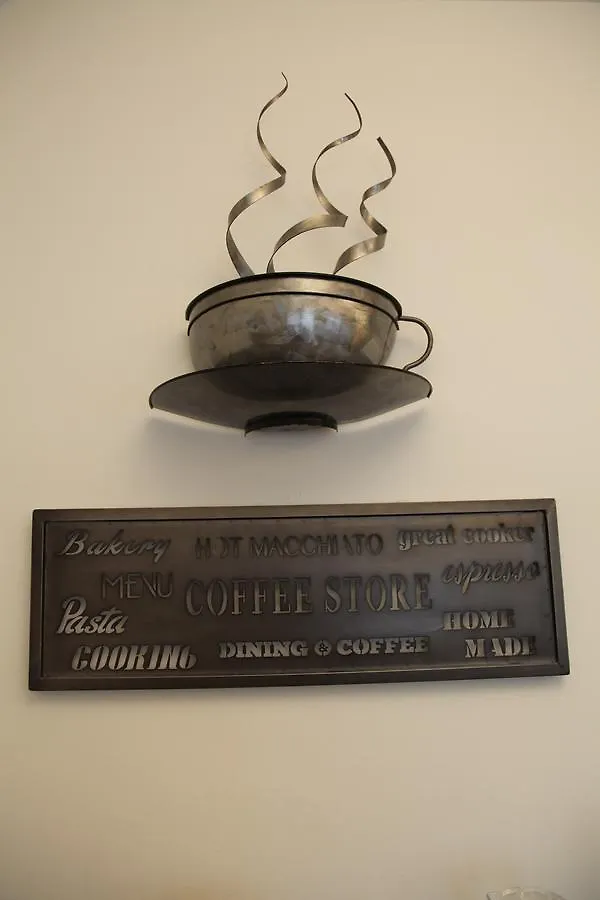 Bakery HOT MACCHIATO great cooker
MENU COFFEE STORE espresso
Pasta HOME
COOKING DINING & COFFEE MADE